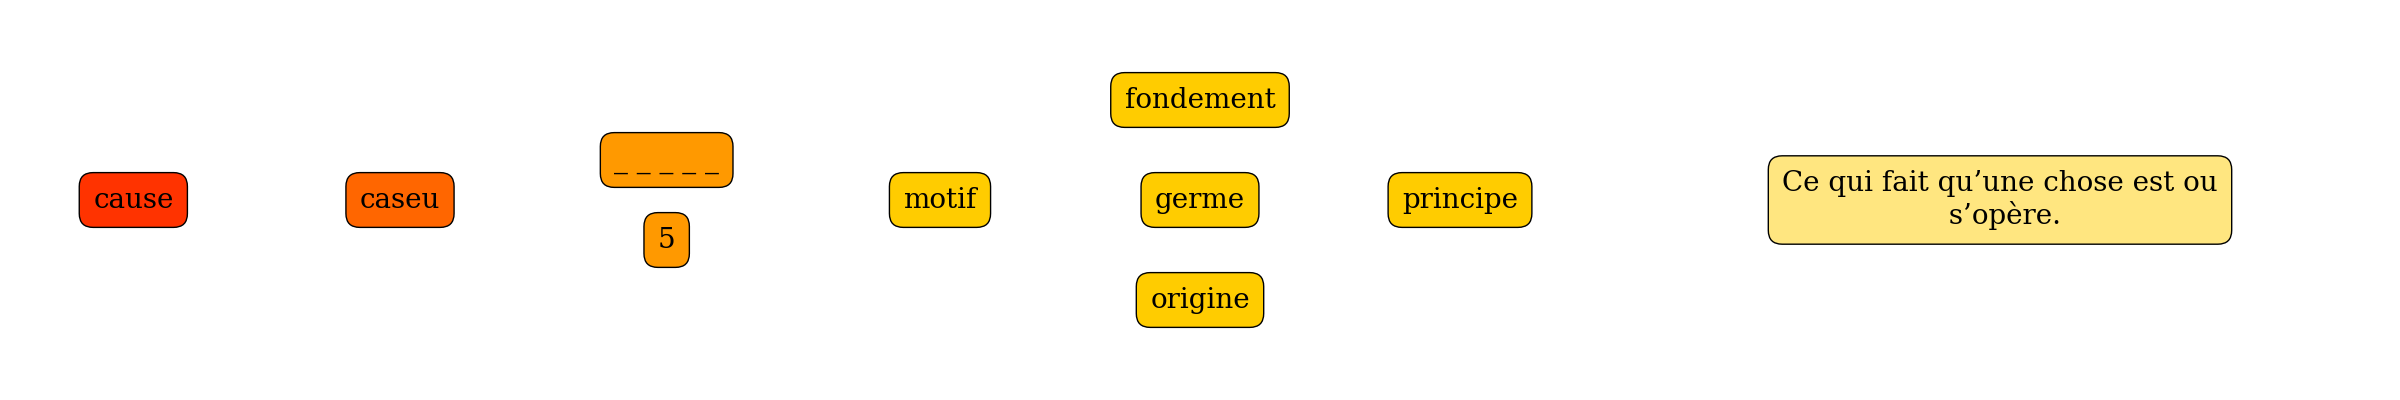 cause
caseu
_ _ _ _ _
5
motif
fondement
germe
origine
principe
Ce qui fait qu’une chose est ou
s’opère.